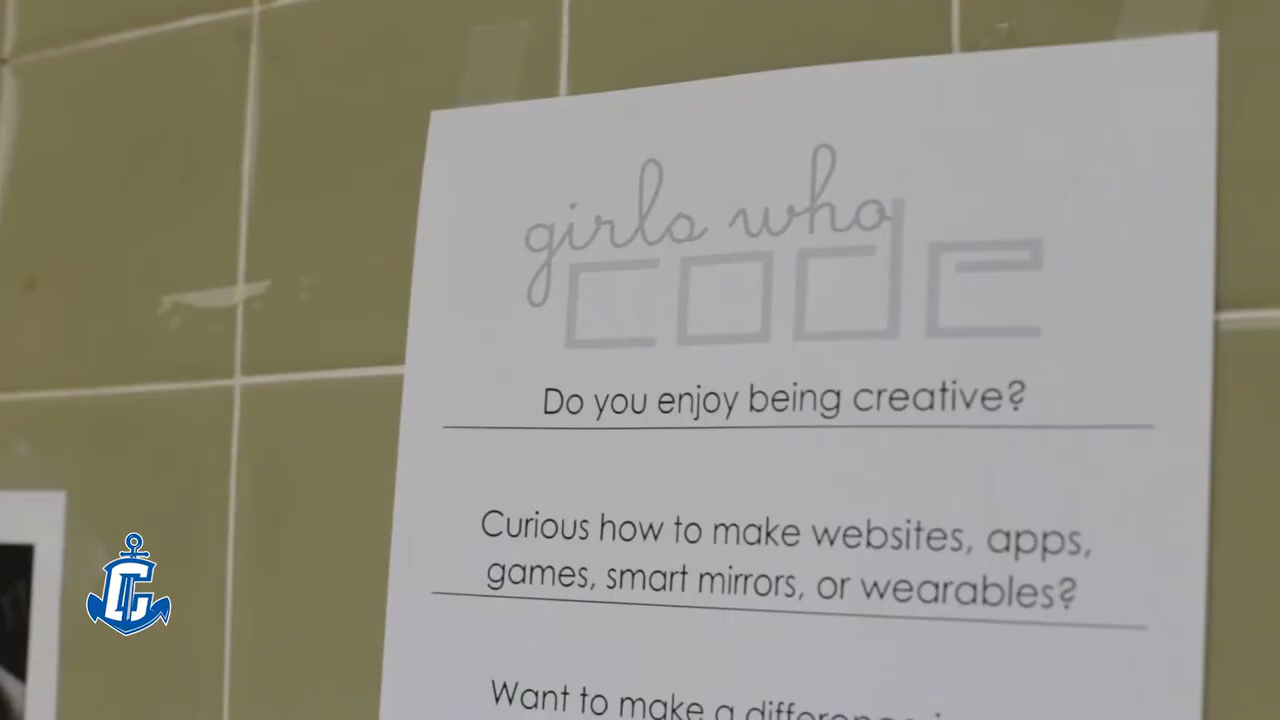 girls who
code
Do you enjoy being creative?
Curious how to make websites, apps,
games, smart mirrors, or wearables?
Want to make a difference
C